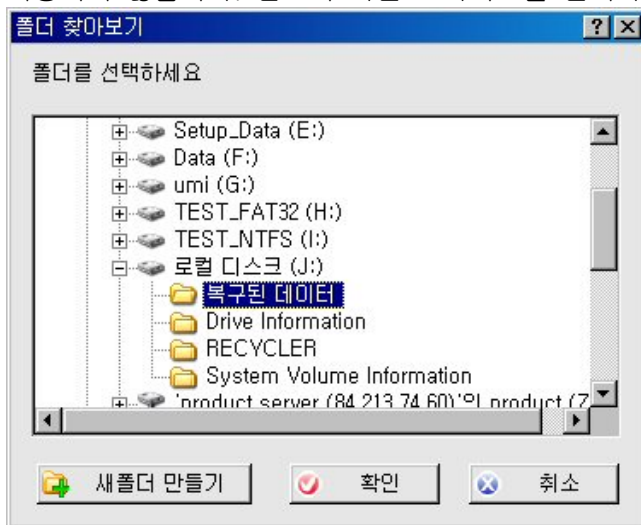 폴더 찾아보기
폴더를 선택하세요
Setup_Data (E:)
Data (F:)
umi (G:)
TEST_FAT32 (H:)
TEST_NTFS (I:)
로컬 디스크 (J:)
복구된 데이터
Drive Information
RECYCLER
System Volume Information
'product server (84.213.74.60)'의 product (Z
새폴더 만들기
확인
취소